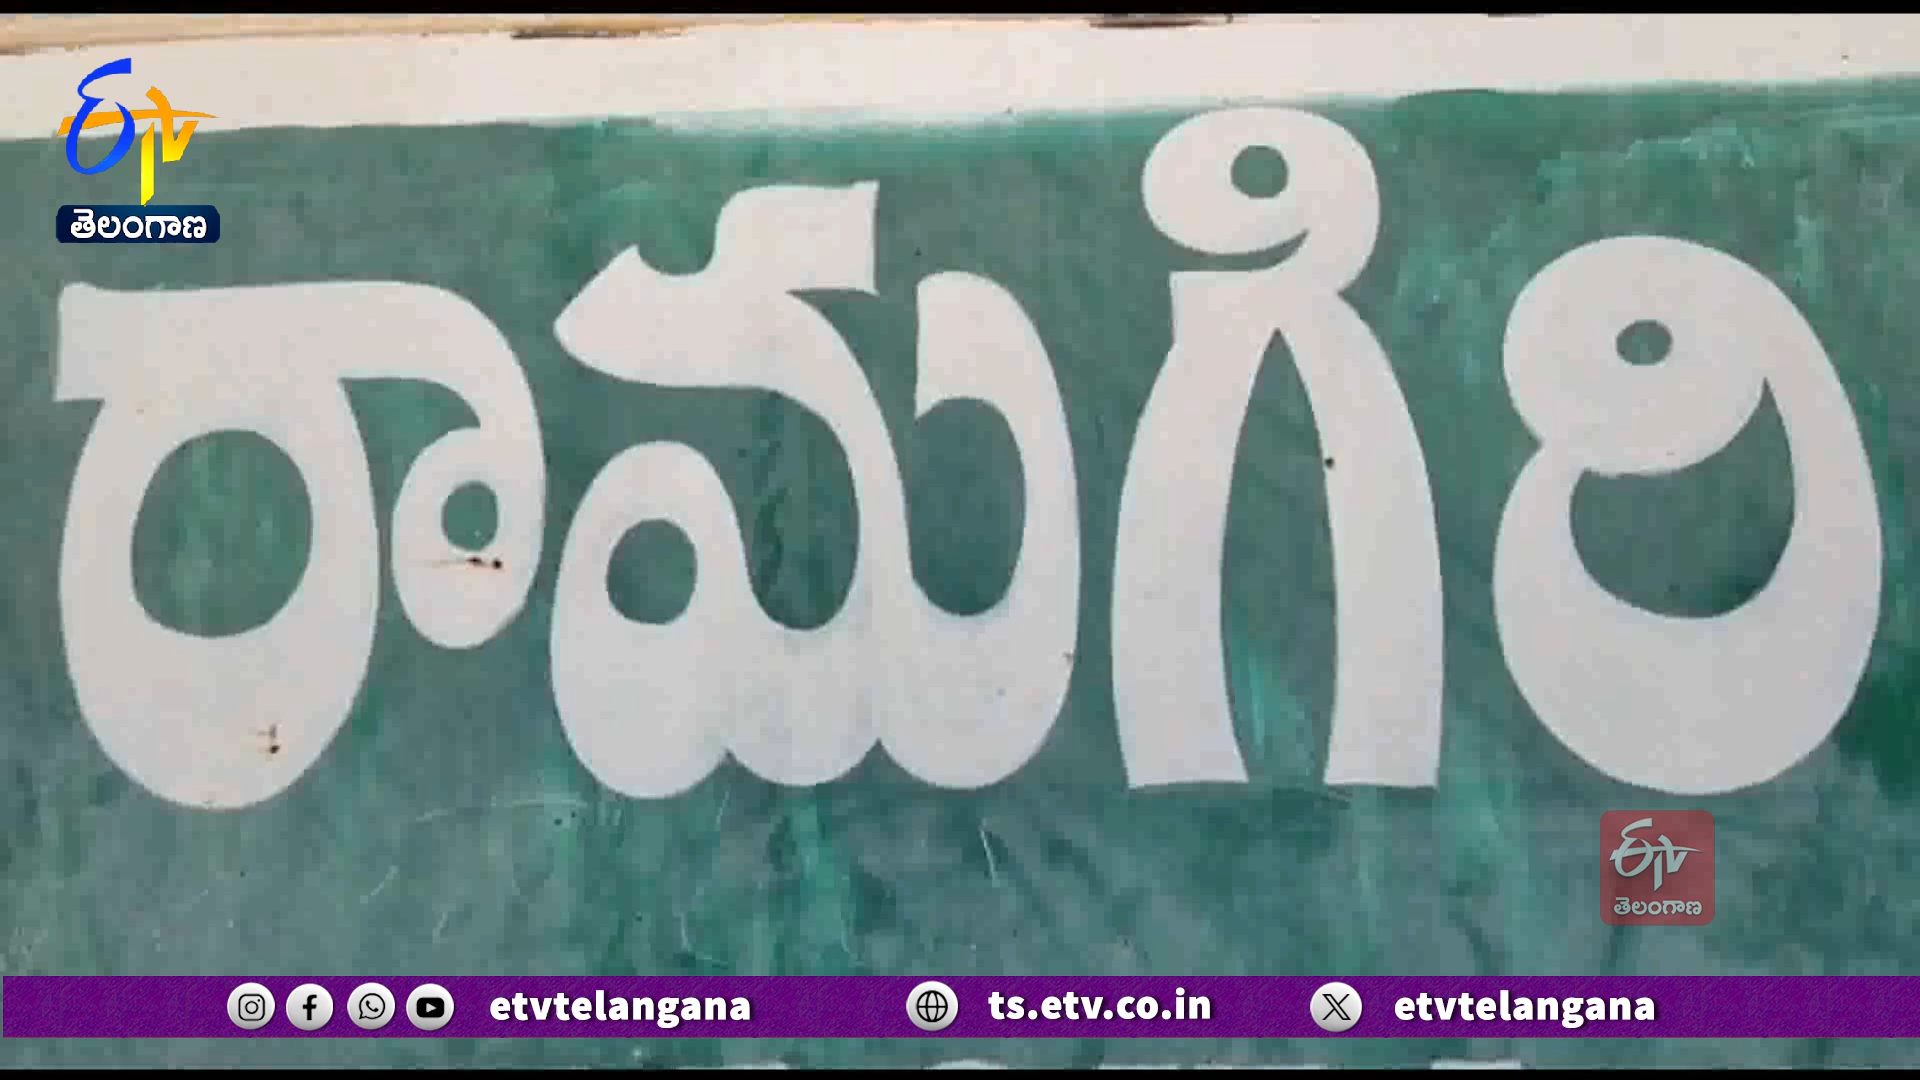 ETV
తెలంగాణ
రామగిరి
ETV
తెలంగాణ
etvtelangana ts.etv.co.in etvtelangana